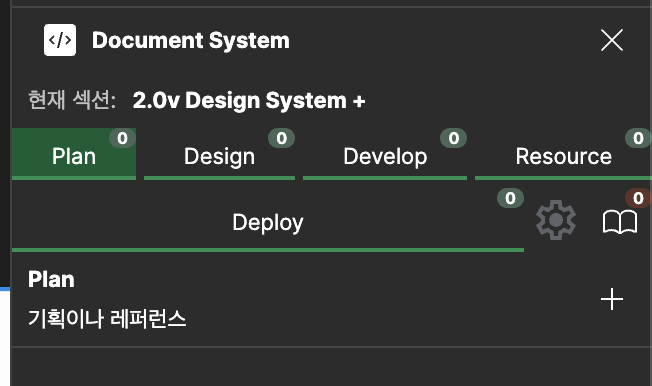 </> Document System
현재 섹션: 2.0v Design System +
0 0 0 0
Plan Design Develop Resource
0 0
Deploy
Plan
기획이나 레퍼런스